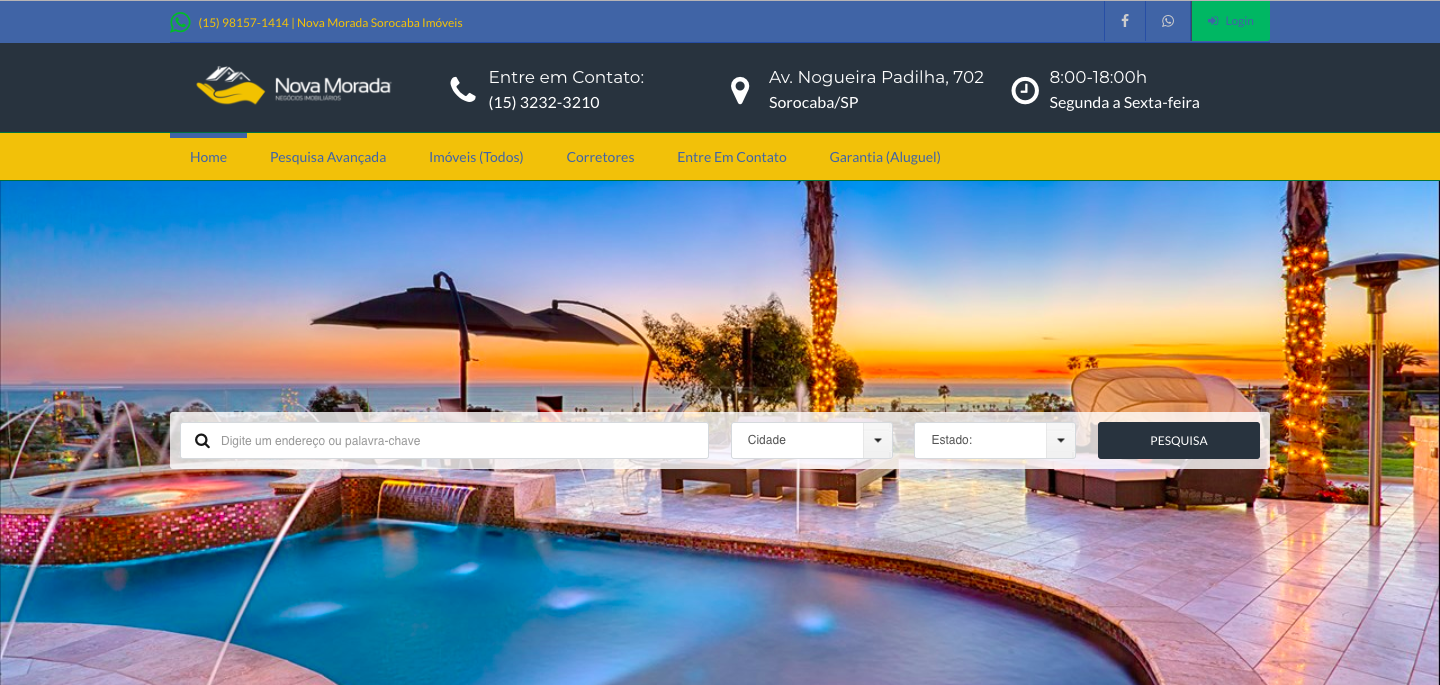 (15) 98157-1414 | Nova Morada Sorocaba Imóveis
Login
Nova Morada
NEGÓCIOS IMOBILIÁRIOS
Entre em Contato:
(15) 3232-3210
Av. Nogueira Padilha, 702
Sorocaba/SP
8:00-18:00h
Segunda a Sexta-feira
Home
Pesquisa Avançada
Imóveis (Todos)
Corretores
Entre Em Contato
Garantia (Aluguel)
Digite um endereço ou palavra-chave
Cidade
Estado:
PESQUISA